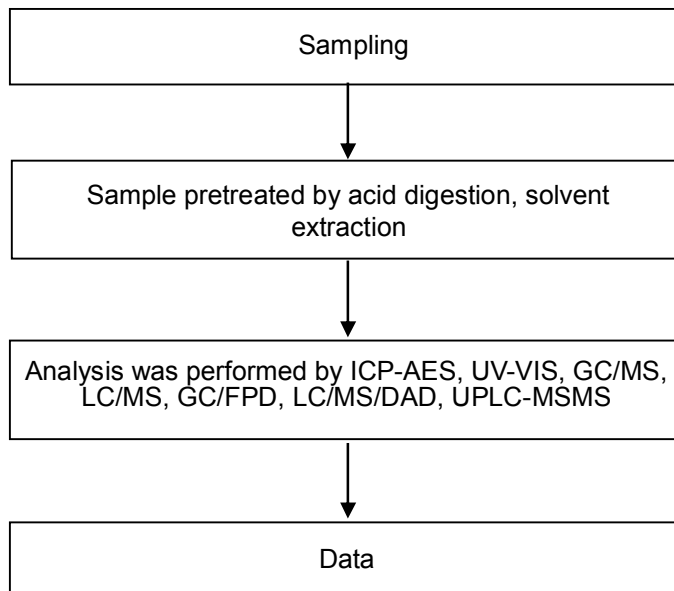 Sampling
Sample pretreated by acid digestion, solvent
extraction
Analysis was performed by ICP-AES, UV-VIS, GC/MS,
LC/MS, GC/FPD, LC/MS/DAD, UPLC-MSMS
Data